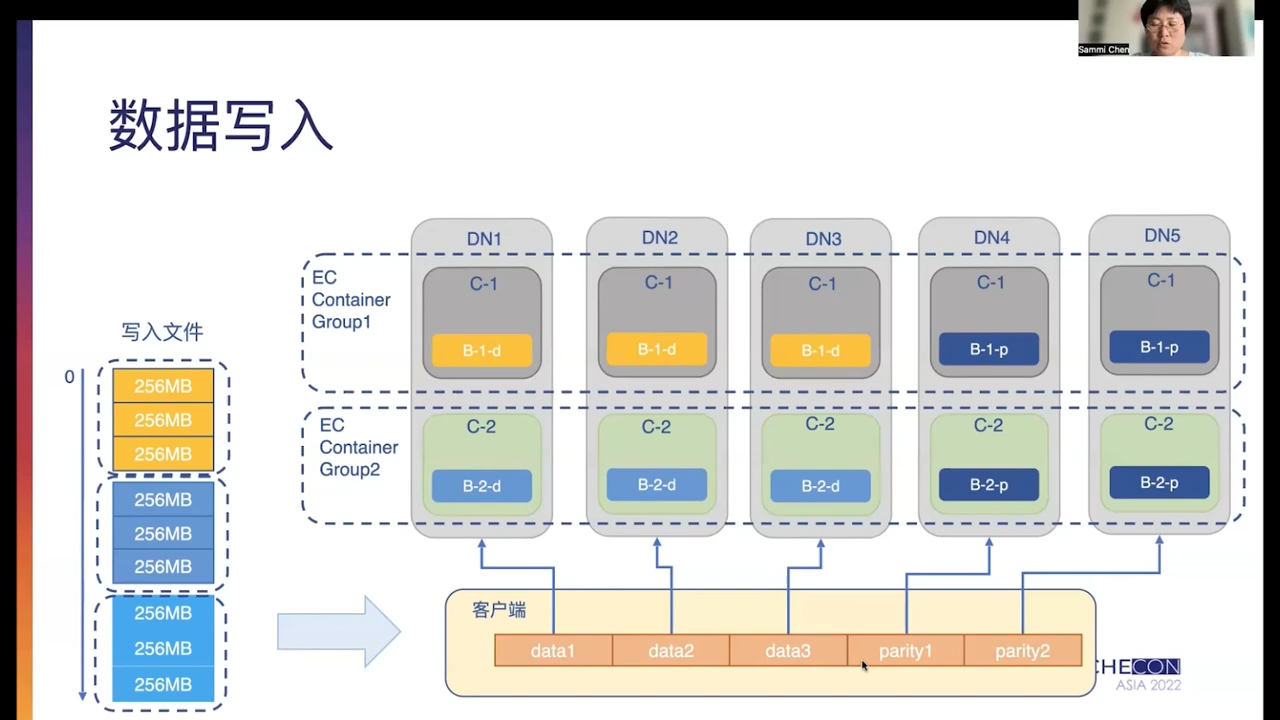 Sammi Chen
数据写入
DN1
DN2
DN3
DN4
DN5
EC
Container
Group1
C-1
C-1
C-1
C-1
C-1
B-1-d
B-1-d
B-1-d
B-1-p
B-1-p
EC
Container
Group2
C-2
C-2
C-2
C-2
C-2
B-2-d
B-2-d
B-2-d
B-2-p
B-2-p
写入文件
0
256MB
256MB
256MB
256MB
256MB
256MB
256MB
256MB
256MB
客户端
data1
data2
data3
parity1
parity2
CHECON
ASIA 2022